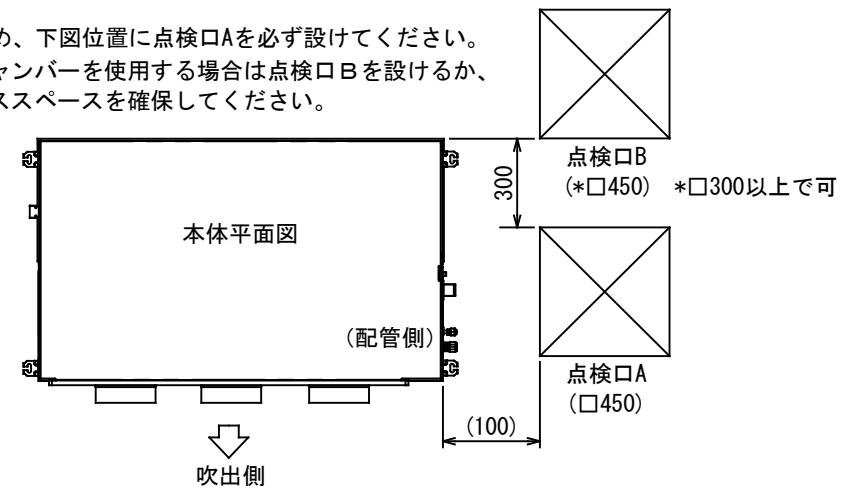 め、下図位置に点検口Aを必ず設けてください。
ャンバーを使用する場合は点検口Ｂを設けるか、
ススペースを確保してください。
点検口B
(*□450)　*□300以上で可
300
本体平面図
(配管側)
点検口A
(□450)
(100)
吹出側